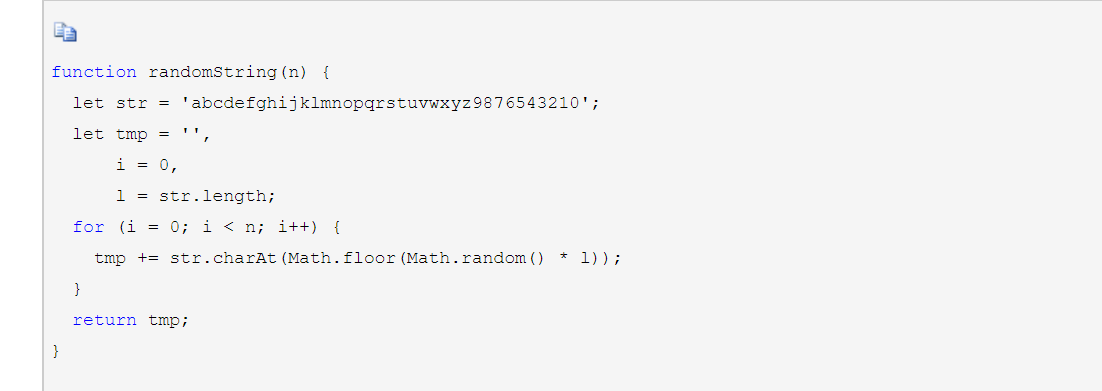 function randomString(n) {
  let str = 'abcdefghijklmnopqrstuvwxyz9876543210';
  let tmp = '',
      i = 0,
      l = str.length;
  for (i = 0; i < n; i++) {
    tmp += str.charAt(Math.floor(Math.random() * l));
  }
  return tmp;
}